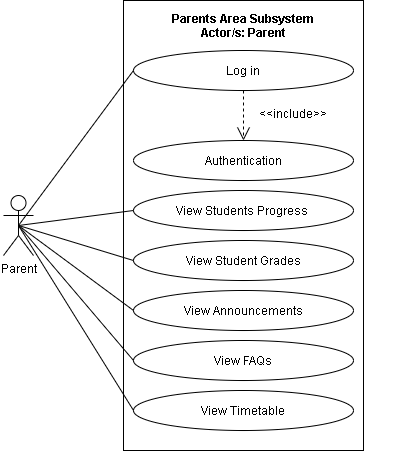 Parents Area Subsystem
Actor/s: Parent
Log in
<<include>>
Authentication
View Students Progress
View Student Grades
Parent
View Announcements
View FAQs
View Timetable